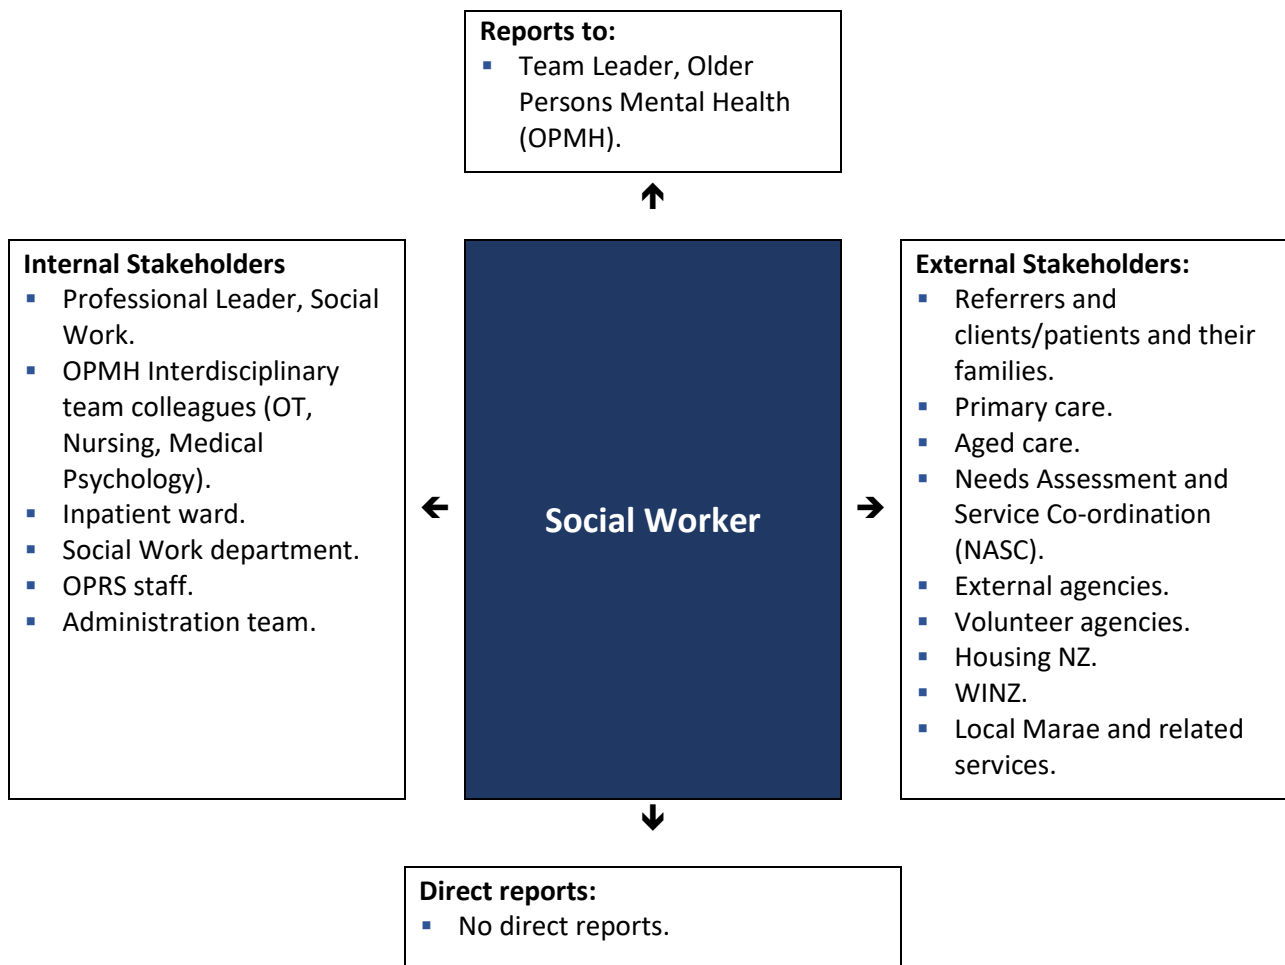 Reports to:
▪ Team Leader, Older
Persons Mental Health
(OPMH).
🡹
Internal Stakeholders
▪ Professional Leader, Social
Work.
▪ OPMH Interdisciplinary
team colleagues (OT,
Nursing, Medical
Psychology).
▪ Inpatient ward.
▪ Social Work department.
▪ OPRS staff.
▪ Administration team.
🡸
Social Worker
🡺
External Stakeholders:
▪ Referrers and
clients/patients and their
families.
▪ Primary care.
▪ Aged care.
▪ Needs Assessment and
Service Co-ordination
(NASC).
▪ External agencies.
▪ Volunteer agencies.
▪ Housing NZ.
▪ WINZ.
▪ Local Marae and related
services.
🡻
Direct reports:
▪ No direct reports.